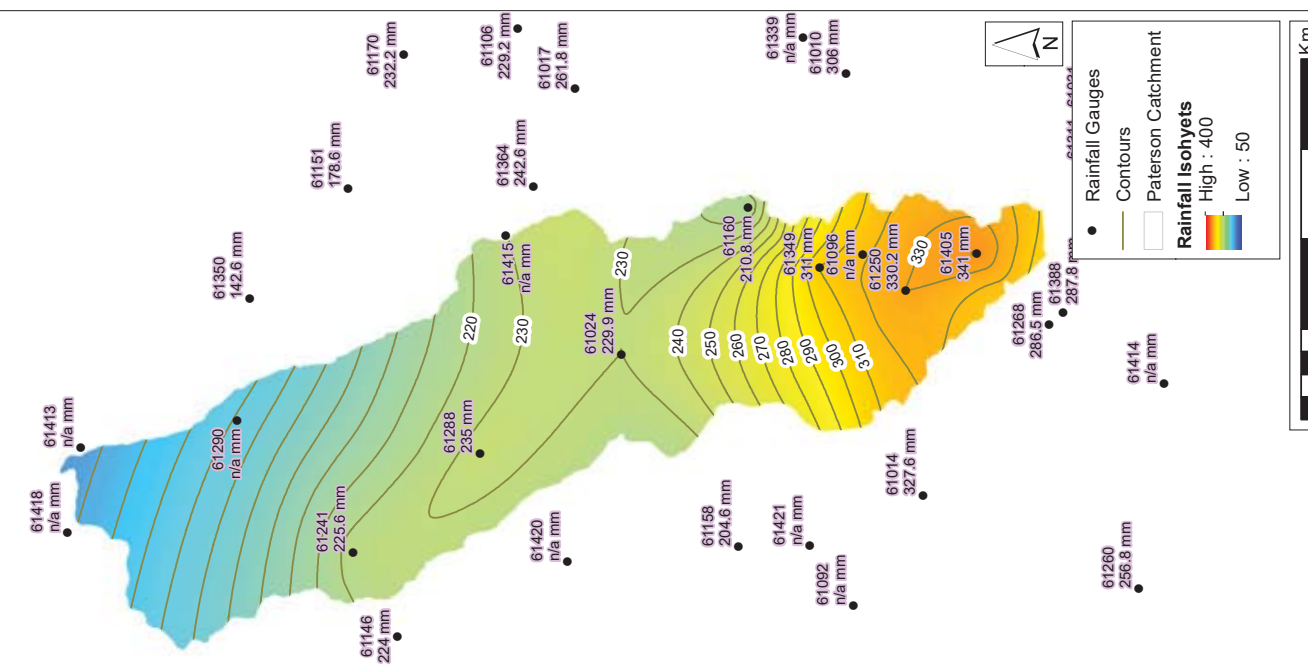 61339
n/a mm
61010
306 mm
61106
229.2 mm
61170
232.2 mm
61017
261.8 mm
61151
178.6 mm
61364
242.6 mm
61350
142.6 mm
61415
n/a mm
61413
n/a mm
61418
n/a mm
61290
n/a mm
61241
225.6 mm
61146
224 mm
61288
235 mm
61420
n/a mm
61024
229.9 mm
61160
210.8 mm
61349
311 mm
61096
n/a mm
61250
330.2 mm
61405
341 mm
61158
204.6 mm
61421
n/a mm
61092
n/a mm
61014
327.6 mm
61268
286.5 mm
61388
287.8 mm
61414
n/a mm
61260
256.8 mm
220
230
230
240
250
260
270
280
290
300
310
330
N
Rainfall Gauges
Contours
Paterson Catchment
Rainfall Isohyets
High : 400
Low : 50
Km